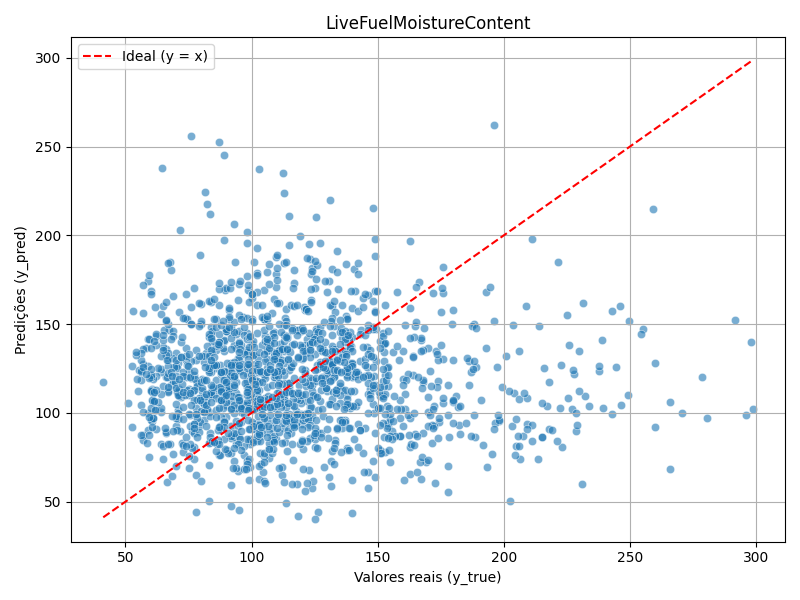 LiveFuelMoistureContent
Ideal (y = x)
Predições (y_pred)
300
250
200
150
100
50
50 100 150 200 250 300
Valores reais (y_true)